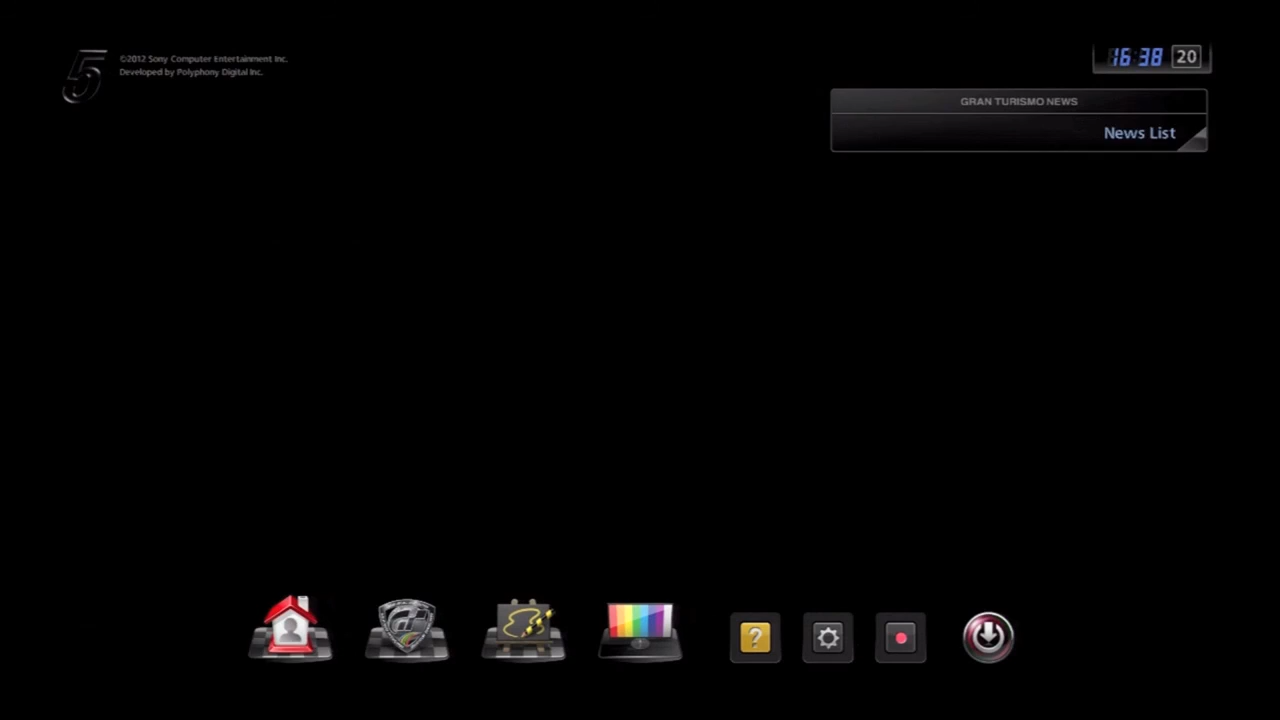 5
©2012 Sony Computer Entertainment Inc.
Developed by Polyphony Digital Inc.
16:38 20
GRAN TURISMO NEWS
News List
?